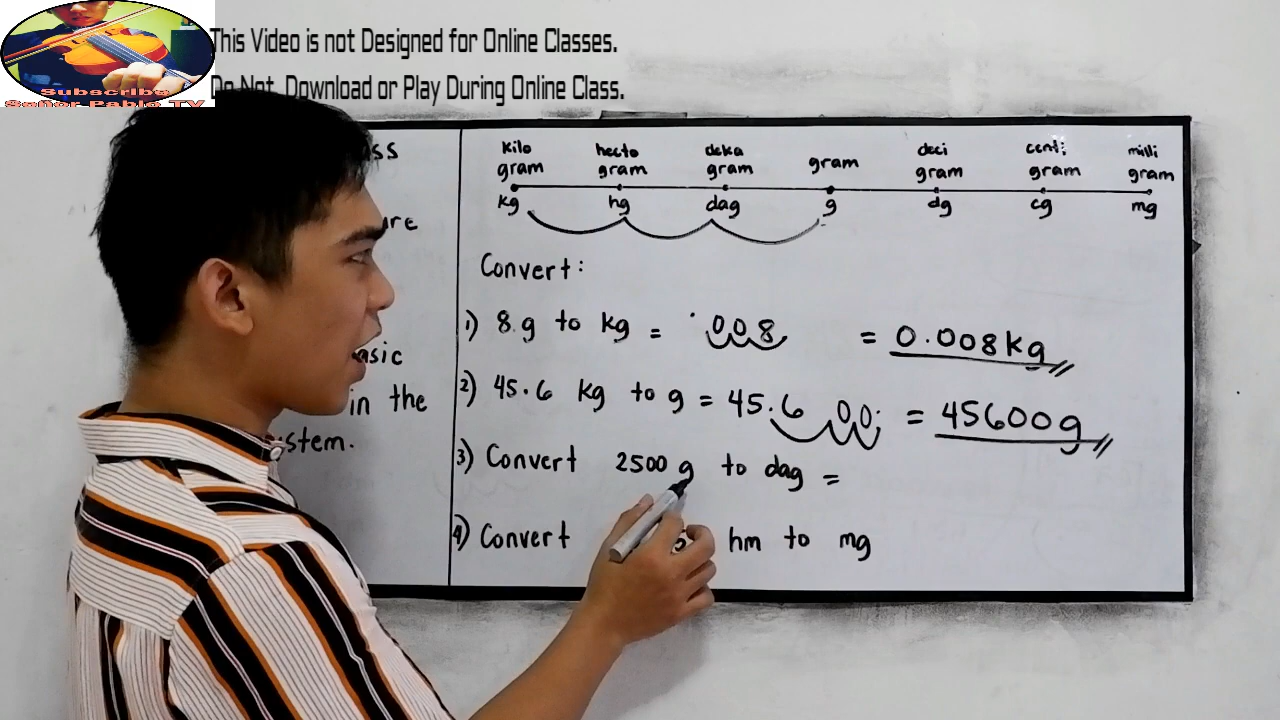 This Video is not Designed for Online Classes.
Do Not Download or Play During Online Class.
Subscribe
Señor Pablo TV
kilo gram hecto gram deka gram gram deci gram centi gram milli gram
kg hg dag g dg cg mg
Convert:
1) 8.g to kg = .008 = 0.008kg
2) 45.6 kg to g = 45.6 00. = 45600g
3) Convert 2500 g to dag =
4) Convert hm to mg
asic
in the
stem.